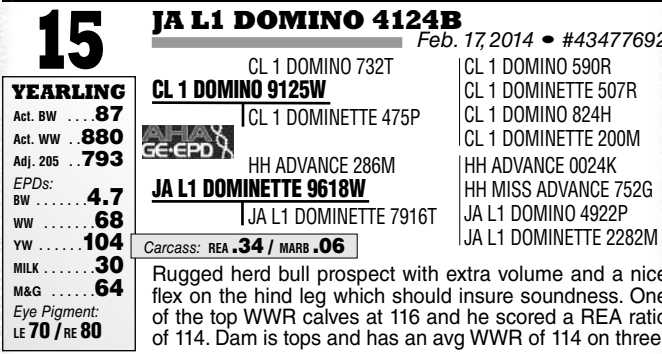 15
YEARLING
Act. BW ....87
Act. WW ..880
Adj. 205 ..793
EPDs:
BW .......4.7
WW .......68
YW ......104
MILK .......30
M&G ......64
Eye Pigment:
LE 70 / RE 80
JA L1 DOMINO 4124B
Feb. 17, 2014 • #43477692
CL 1 DOMINO 732T
CL 1 DOMINO 9125W
CL 1 DOMINETTE 475P
AHA
GE-EPD
HH ADVANCE 286M
JA L1 DOMINETTE 9618W
JA L1 DOMINETTE 7916T
CL 1 DOMINO 590R
CL 1 DOMINETTE 507R
CL 1 DOMINO 824H
CL 1 DOMINETTE 200M
HH ADVANCE 0024K
HH MISS ADVANCE 752G
JA L1 DOMINO 4922P
JA L1 DOMINETTE 2282M
Carcass: REA .34 / MARB .06
Rugged herd bull prospect with extra volume and a nice
flex on the hind leg which should insure soundness. One
of the top WWR calves at 116 and he scored a REA ratio
of 114. Dam is tops and has an avg WWR of 114 on three